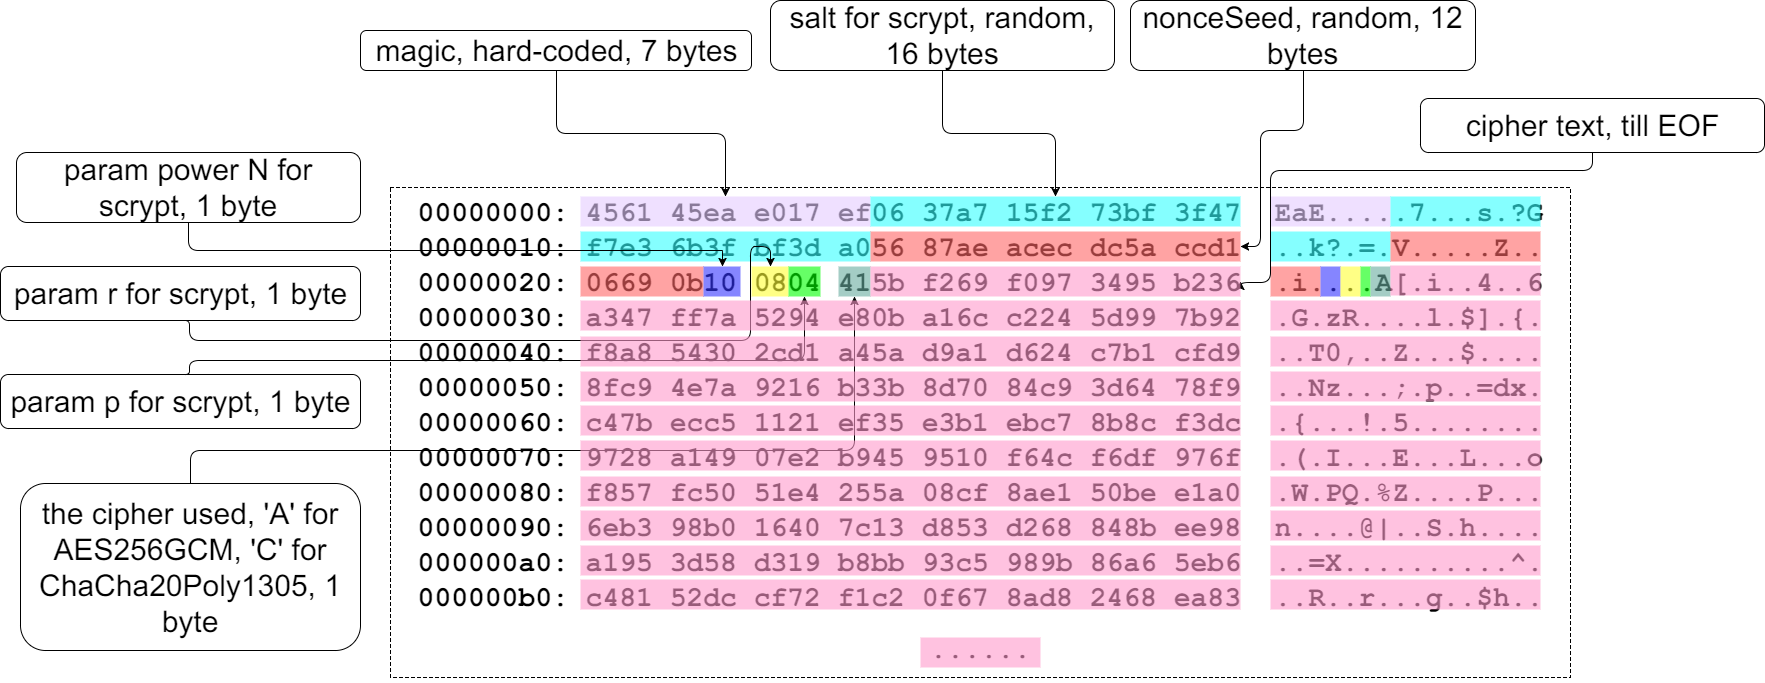 magic, hard-coded, 7 bytes
salt for scrypt, random,
16 bytes
nonceSeed, random, 12
bytes
cipher text, till EOF
param power N for
scrypt, 1 byte
param r for scrypt, 1 byte
param p for scrypt, 1 byte
the cipher used, 'A' for
AES256GCM, 'C' for
ChaCha20Poly1305, 1
byte
00000000: 4561 45ea e017 ef06 37a7 15f2 73bf 3f47 EaE.....7...s.?G
00000010: f7e3 6b3f bf3d a056 87ae acec dc5a ccd1 ..k?.=.V.....Z..
00000020: 0669 0b10 0804 415b f269 f097 3495 b236 .i....A[.i..4..6
00000030: a347 ff7a 5294 e80b a16c c224 5d99 7b92 .G.zR....l.$].{.
00000040: f8a8 5430 2cd1 a45a d9a1 d624 c7b1 cfd9 ..T0,..Z...$....
00000050: 8fc9 4e7a 9216 b33b 8d70 84c9 3d64 78f9 ..Nz...;.p..=dx.
00000060: c47b ecc5 1121 ef35 e3b1 ebc7 8b8c f3dc .{...!.5........
00000070: 9728 a149 07e2 b945 9510 f64c f6df 976f .(.I...E...L...o
00000080: f857 fc50 51e4 255a 08cf 8ae1 50be e1a0 .W.PQ.%Z....P...
00000090: 6eb3 98b0 1640 7c13 d853 d268 848b ee98 n....@|..S.h....
000000a0: a195 3d58 d319 b8bb 93c5 989b 86a6 5eb6 ..=X..........^.
000000b0: c481 52dc cf72 f1c2 0f67 8ad8 2468 ea83 ..R..r...g..$h..
......